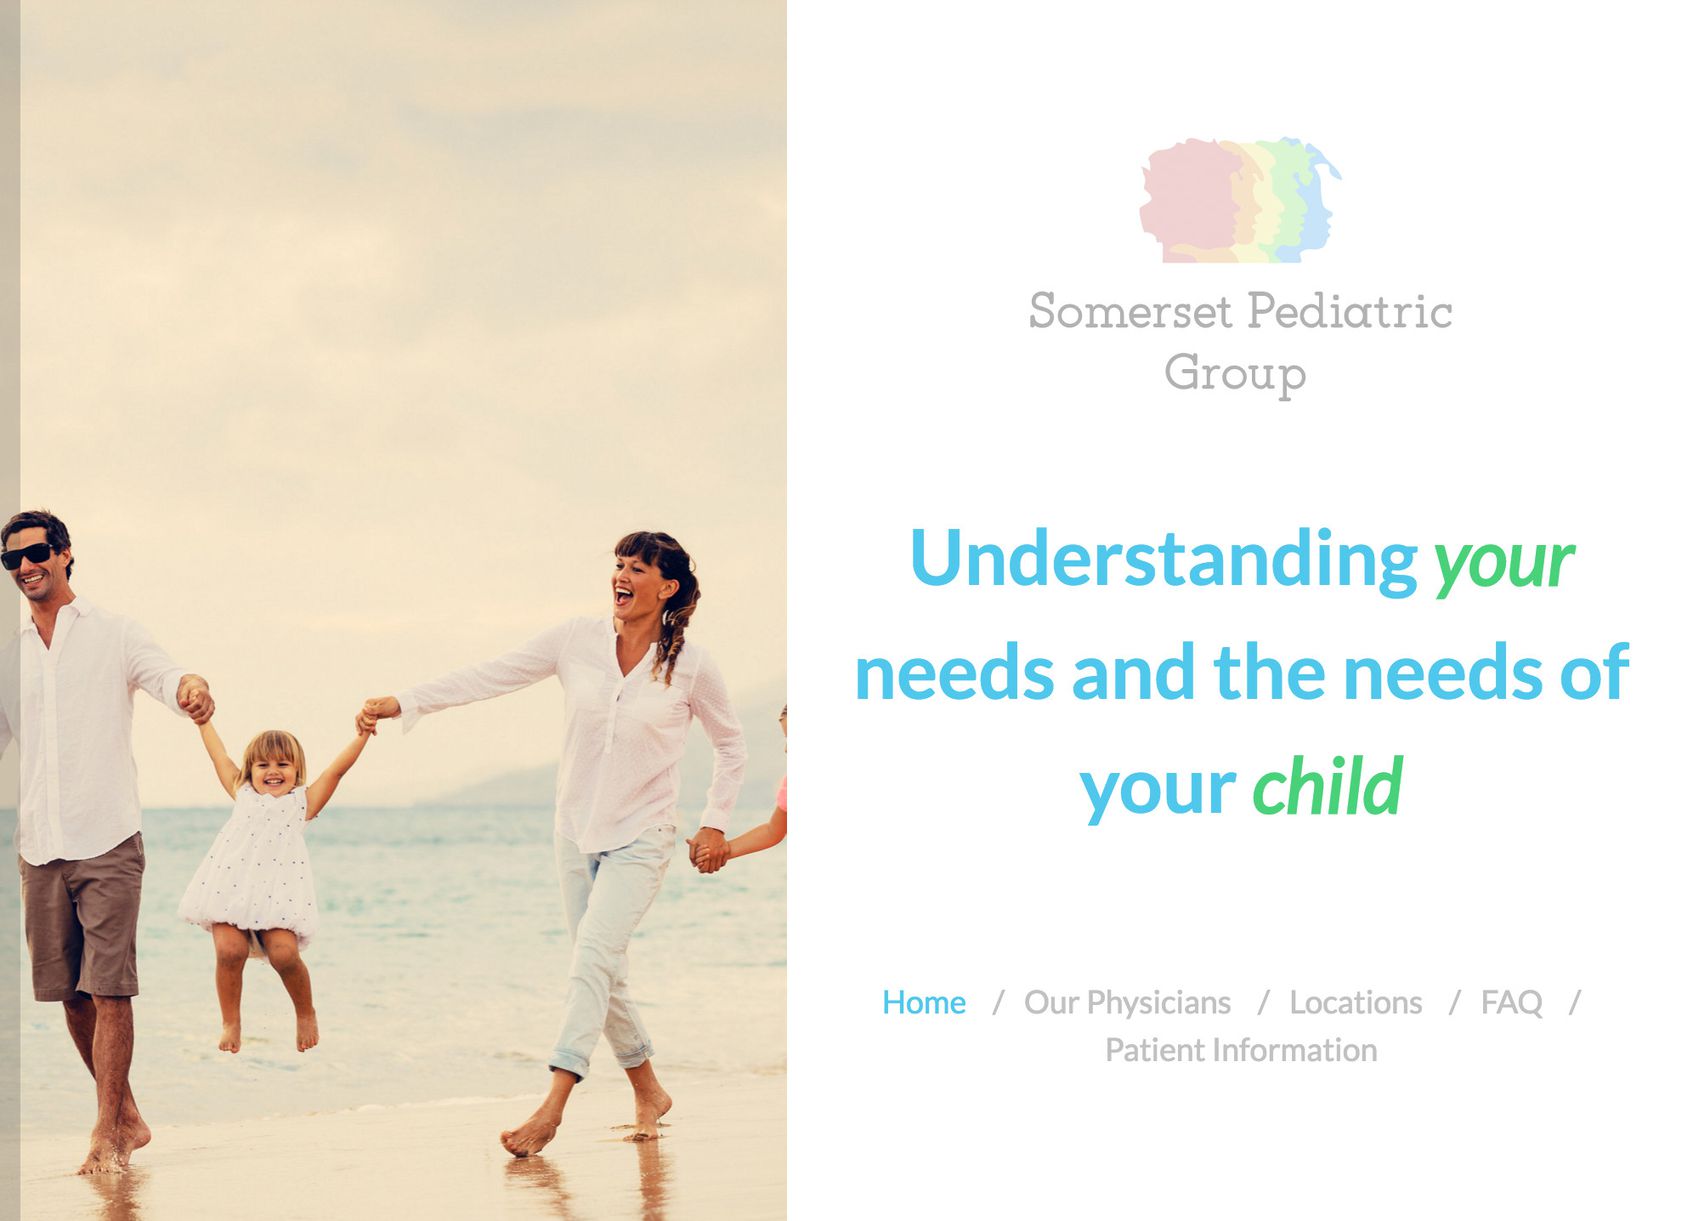 Somerset Pediatric
Group
Understanding your
needs and the needs of
your child
Home / Our Physicians / Locations / FAQ /
Patient Information